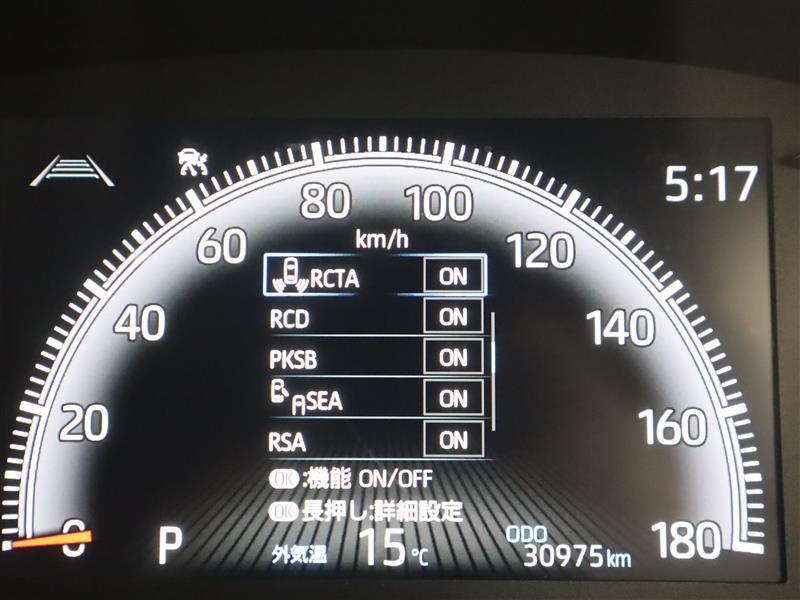 5:17
80 100
km/h
60 120
RCTA ON
40 140
RCD ON
PKSB ON
SEA ON
20 160
RSA ON
OK:機能 ON/OFF
OK長押し:詳細設定
0 P 外気温 15℃ ODO 30975km 180